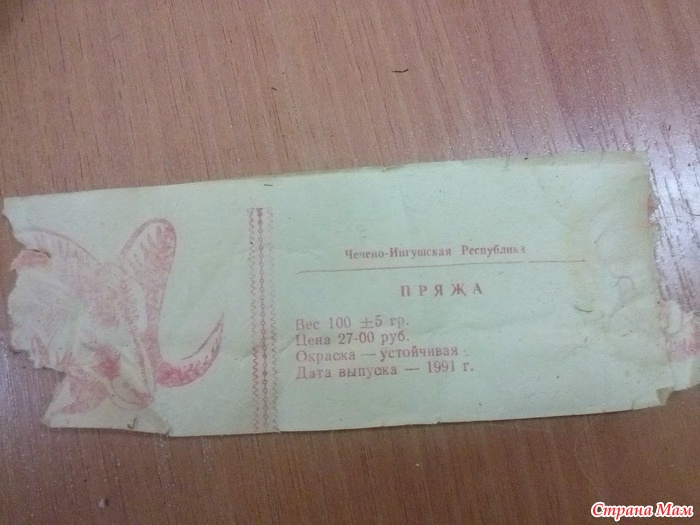 Чечено-Ингушская Республика
ПРЯЖА
Вес 100 ±5 гр.
Цена 27-00 руб.
Окраска — устойчивая
Дата выпуска — 1991 г.
Страна Мам